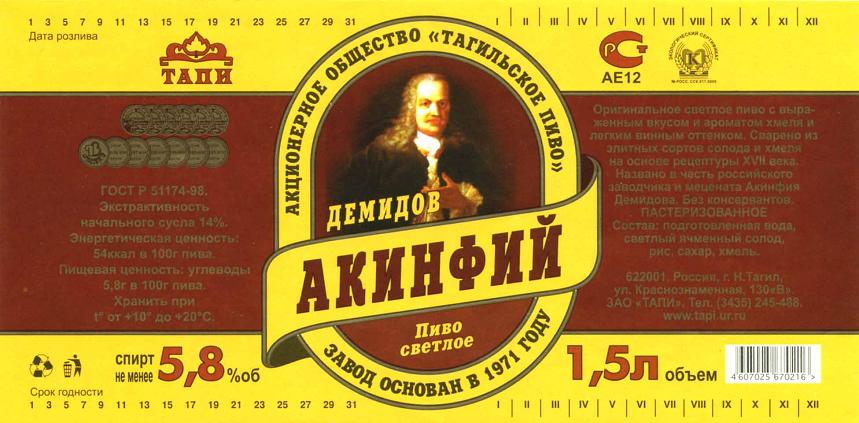 1 3 5 7 9 11 13 15 17 19 21 23 25 27 29 31
I II III IV V VI VII VIII IX X XI XII
Дата розлива
ТАПИ
РСТ
АЕ12
ЭКОЛОГИЧЕСКИЙ СЕРТИФИКАТ
АКЦИОНЕРНОЕ ОБЩЕСТВО «ТАГИЛЬСКОЕ ПИВО»
ДЕМИДОВ
АКИНФИЙ
Пиво
светлое
ЗАВОД ОСНОВАН В 1971 ГОДУ
ГОСТ Р 51174-98.
Экстрактивность
начального сусла 14%.
Энергетическая ценность:
54ккал в 100г пива.
Пищевая ценность: углеводы
5,8г в 100г пива.
Хранить при
t° от +10° до +20°С.
Оригинальное светлое пиво с выра-
женным вкусом и ароматом хмеля и
легким винным оттенком. Сварено из
элитных сортов солода и хмеля
на основе рецептуры XVII века.
Названо в честь российского
заводчика и мецената Акинфия
Демидова. Без консервантов.
ПАСТЕРИЗОВАННОЕ
Состав: подготовленная вода,
светлый ячменный солод,
рис, сахар, хмель.
622001, Россия, г. Н.Тагил,
ул. Краснознаменная, 130«В».
ЗАО «ТАПИ». Тел. (3435) 245-488.
www.tapi.ur.ru
спирт
не менее 5,8 %об
1,5л объем
4 607025 670216 >
Срок годности
1 3 5 7 9 11 13 15 17 19 21 23 25 27 29 31
I II III IV V VI VII VIII IX X XI XII